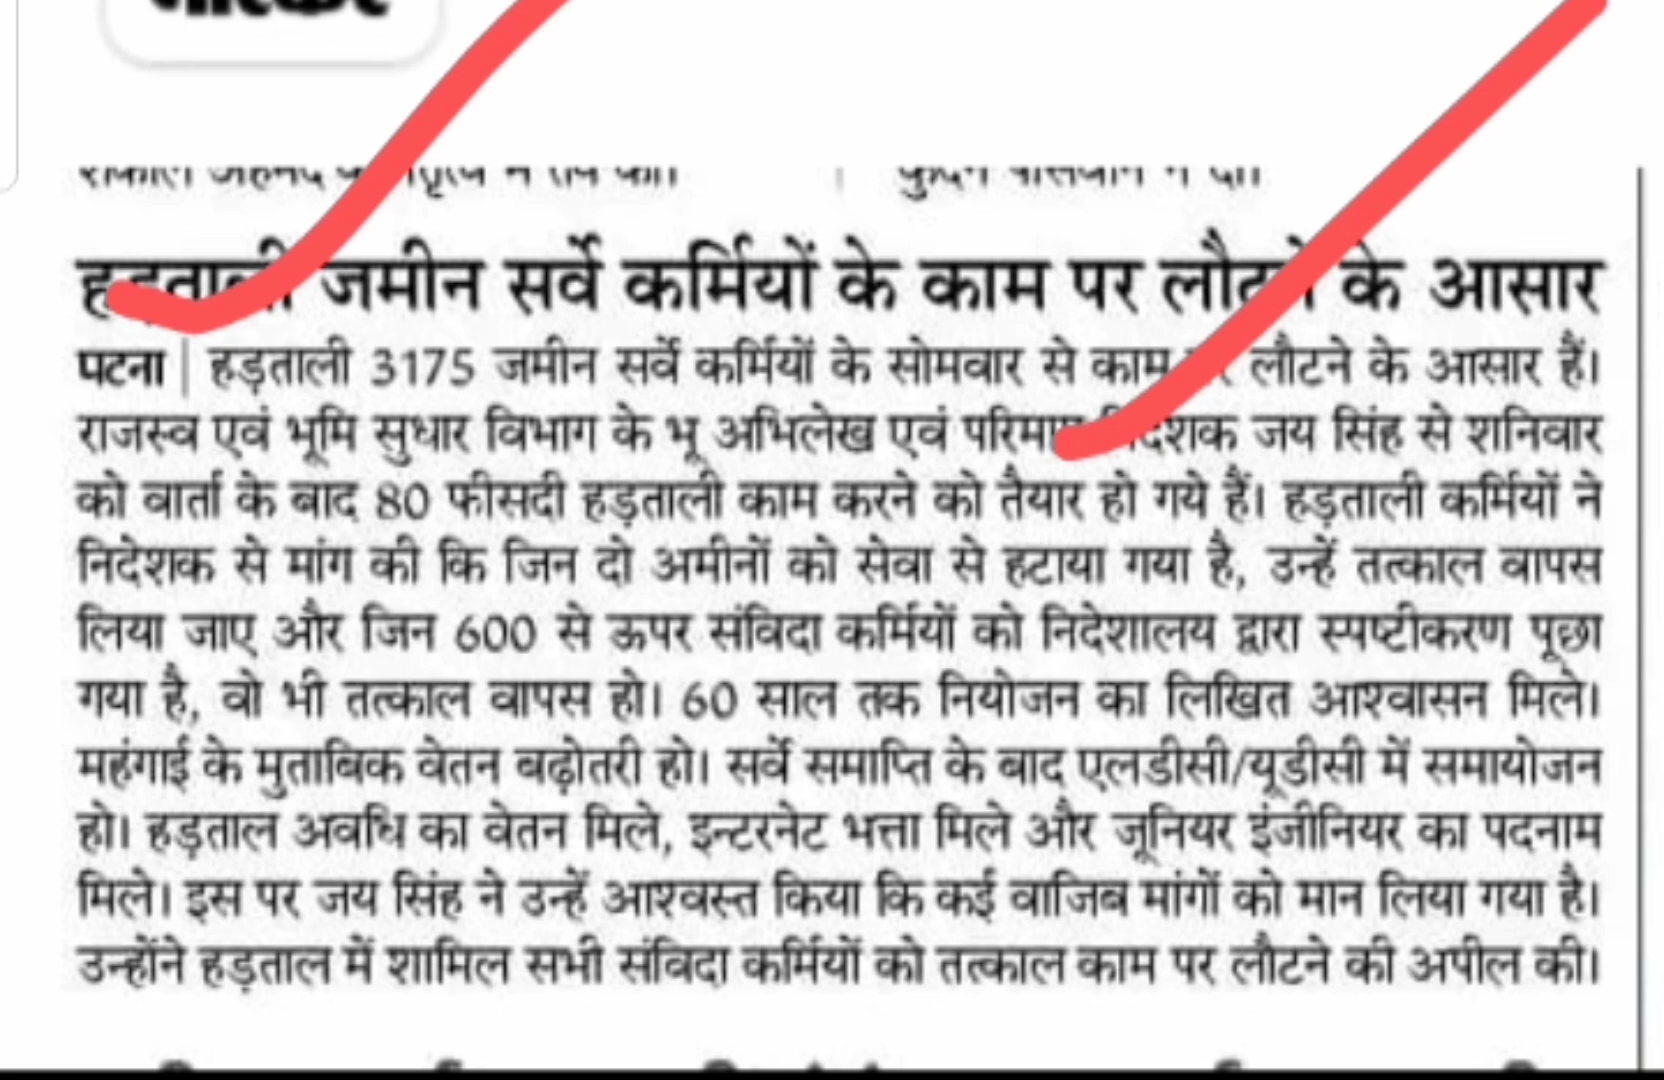 हड़ताली जमीन सर्वे कर्मियों के काम पर लौटने के आसार
पटना | हड़ताली 3175 जमीन सर्वे कर्मियों के सोमवार से काम पर लौटने के आसार हैं।
राजस्व एवं भूमि सुधार विभाग के भू अभिलेख एवं परिमाप निदेशक जय सिंह से शनिवार
को वार्ता के बाद 80 फीसदी हड़ताली काम करने को तैयार हो गये हैं। हड़ताली कर्मियों ने
निदेशक से मांग की कि जिन दो अमीनों को सेवा से हटाया गया है, उन्हें तत्काल वापस
लिया जाए और जिन 600 से ऊपर संविदा कर्मियों को निदेशालय द्वारा स्पष्टीकरण पूछा
गया है, वो भी तत्काल वापस हो। 60 साल तक नियोजन का लिखित आश्वासन मिले।
महंगाई के मुताबिक वेतन बढ़ोतरी हो। सर्वे समाप्ति के बाद एलडीसी/यूडीसी में समायोजन
हो। हड़ताल अवधि का वेतन मिले, इन्टरनेट भत्ता मिले और जूनियर इंजीनियर का पदनाम
मिले। इस पर जय सिंह ने उन्हें आश्वस्त किया कि कई वाजिब मांगों को मान लिया गया है।
उन्होंने हड़ताल में शामिल सभी संविदा कर्मियों को तत्काल काम पर लौटने की अपील की।